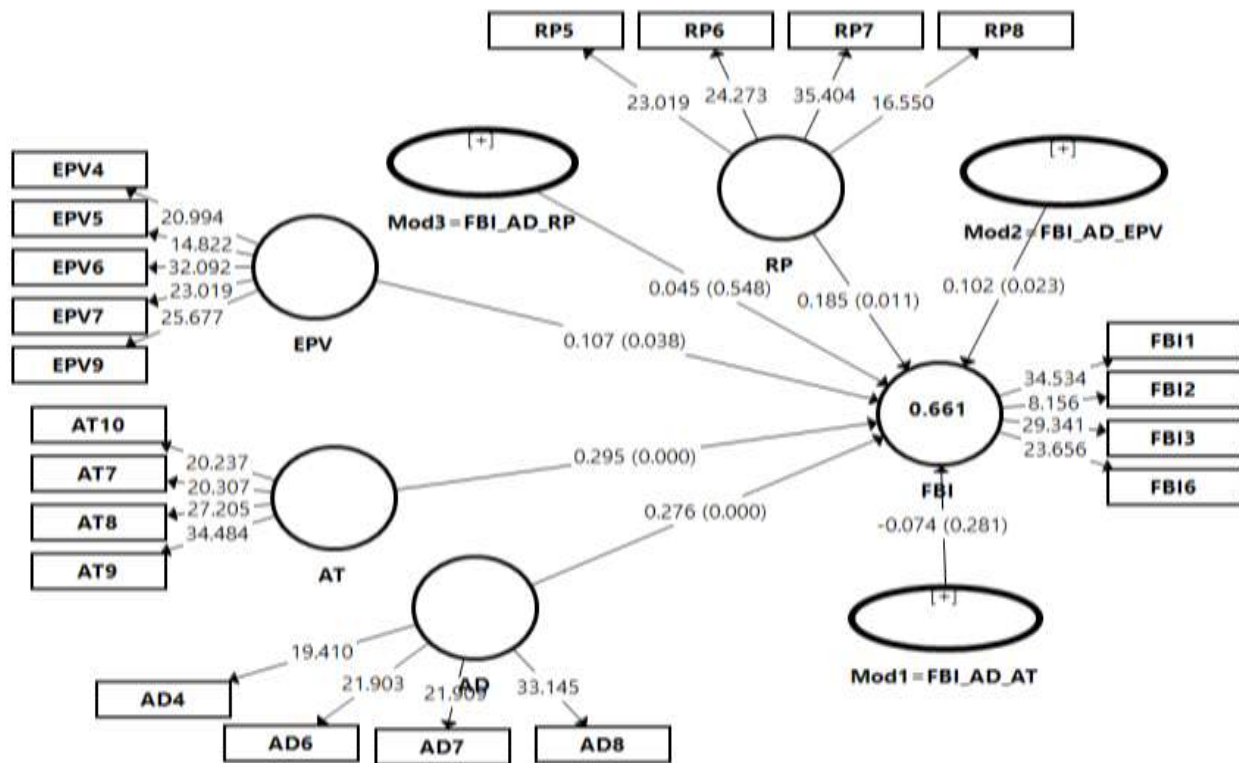 RP5
RP6
RP7
RP8
23.019
24.273
35.404
16.550
[+]
Mod3=FBI_AD_RP
RP
[+]
Mod2=FBI_AD_EPV
EPV4
EPV5
EPV6
EPV7
EPV9
20.994
14.822
32.092
23.019
25.677
EPV
0.045 (0.548)
0.185 (0.011)
0.102 (0.023)
0.107 (0.038)
0.661
FBI
FBI1
FBI2
FBI3
FBI6
34.534
8.156
29.341
23.656
AT10
AT7
AT8
AT9
20.237
20.307
27.205
34.484
AT
0.295 (0.000)
0.276 (0.000)
-0.074 (0.281)
[+]
Mod1=FBI_AD_AT
AD
19.410
21.903
21.909
33.145
AD4
AD6
AD7
AD8